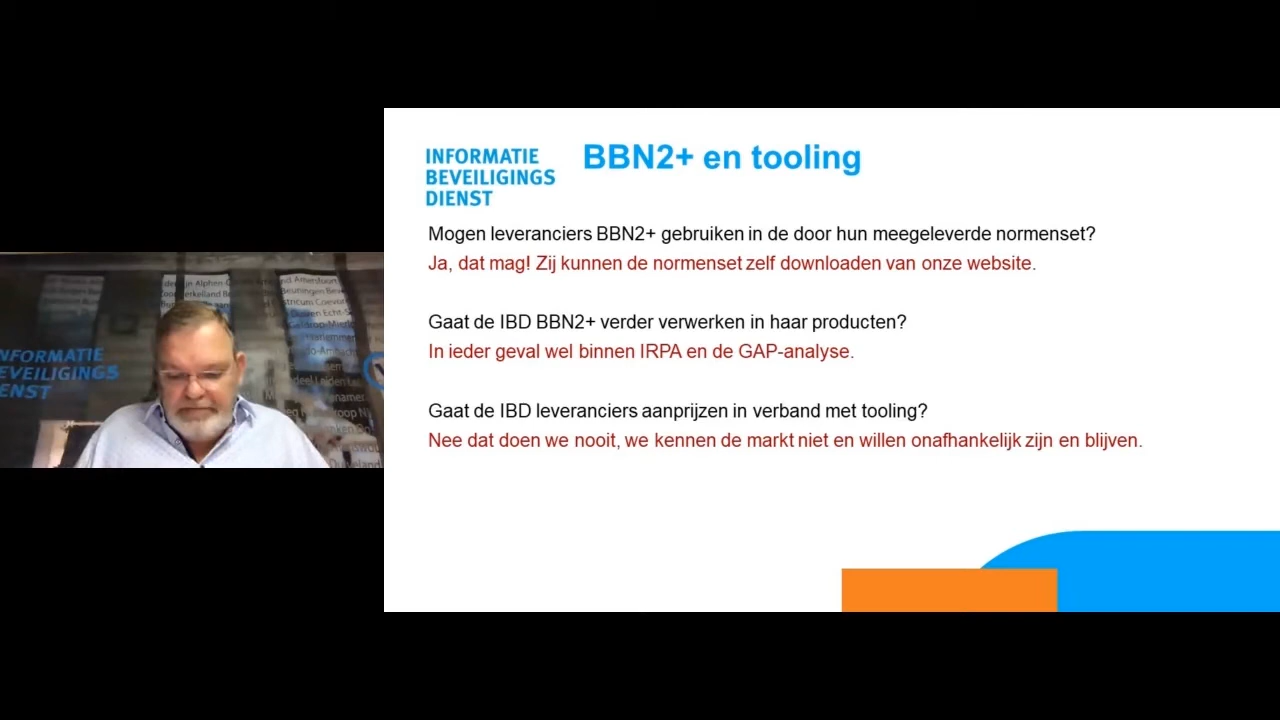 INFORMATIE
BEVEILIGINGS
DIENST
BBN2+ en tooling
Mogen leveranciers BBN2+ gebruiken in de door hun meegeleverde normenset?
Ja, dat mag! Zij kunnen de normenset zelf downloaden van onze website.
Gaat de IBD BBN2+ verder verwerken in haar producten?
In ieder geval wel binnen IRPA en de GAP-analyse.
Gaat de IBD leveranciers aanprijzen in verband met tooling?
Nee dat doen we nooit, we kennen de markt niet en willen onafhankelijk zijn en blijven.